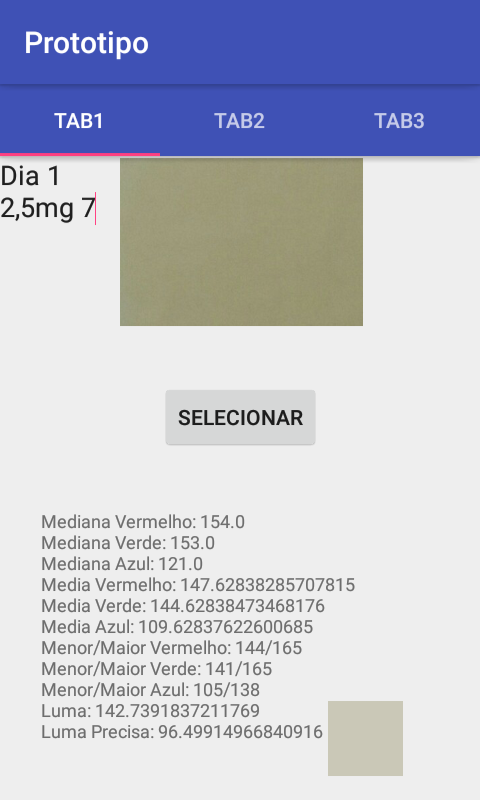 Prototipo
TAB1 TAB2 TAB3
Dia 1
2,5mg 7
SELECIONAR
Mediana Vermelho: 154.0
Mediana Verde: 153.0
Mediana Azul: 121.0
Media Vermelho: 147.62838285707815
Media Verde: 144.62838473468176
Media Azul: 109.62837622600685
Menor/Maior Vermelho: 144/165
Menor/Maior Verde: 141/165
Menor/Maior Azul: 105/138
Luma: 142.7391837211769
Luma Precisa: 96.49914966840916